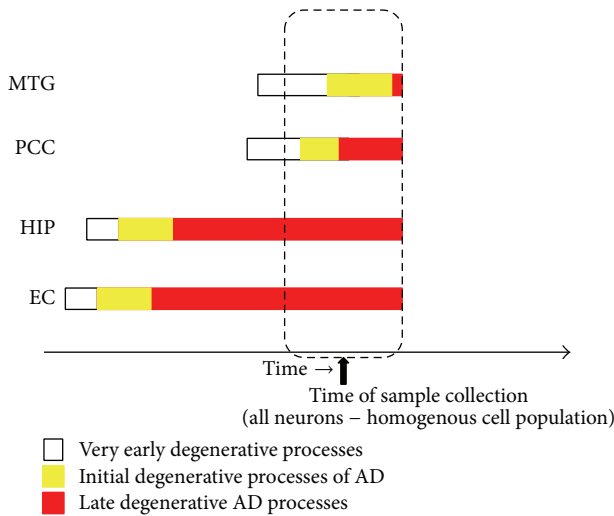 MTG
PCC
HIP
EC
Time →
Time of sample collection
(all neurons – homogenous cell population)
Very early degenerative processes
Initial degenerative processes of AD
Late degenerative AD processes